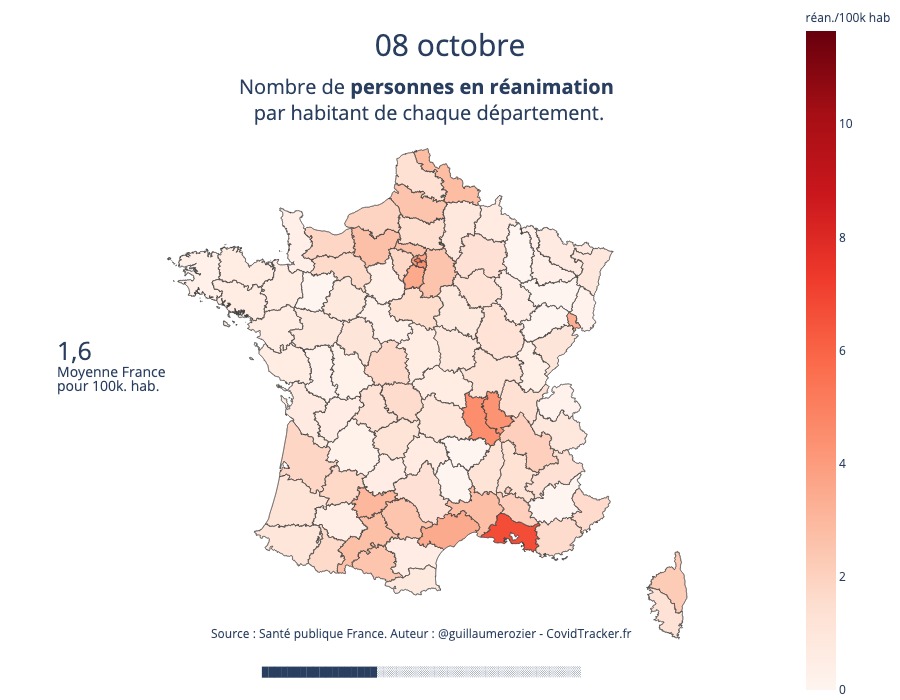 réan./100k hab
08 octobre
Nombre de personnes en réanimation
par habitant de chaque département.
10
8
6
4
2
0
1,6
Moyenne France
pour 100k. hab.
Source : Santé publique France. Auteur : @guillaumerozier - CovidTracker.fr